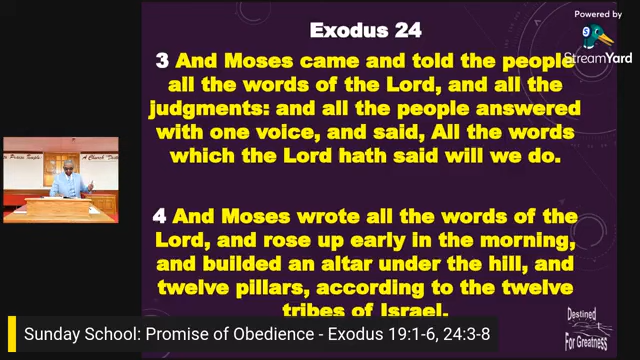 Powered by
StreamYard
Exodus 24
3 And Moses came and told the people
all the words of the Lord, and all the
judgments: and all the people answered
with one voice, and said, All the words
which the Lord hath said will we do.
4 And Moses wrote all the words of the
Lord, and rose up early in the morning,
and builded an altar under the hill, and
twelve pillars, according to the twelve
tribes of Israel.
Praise Temple
A Church
Destined
For Greatness
Sunday School: Promise of Obedience - Exodus 19:1-6, 24:3-8